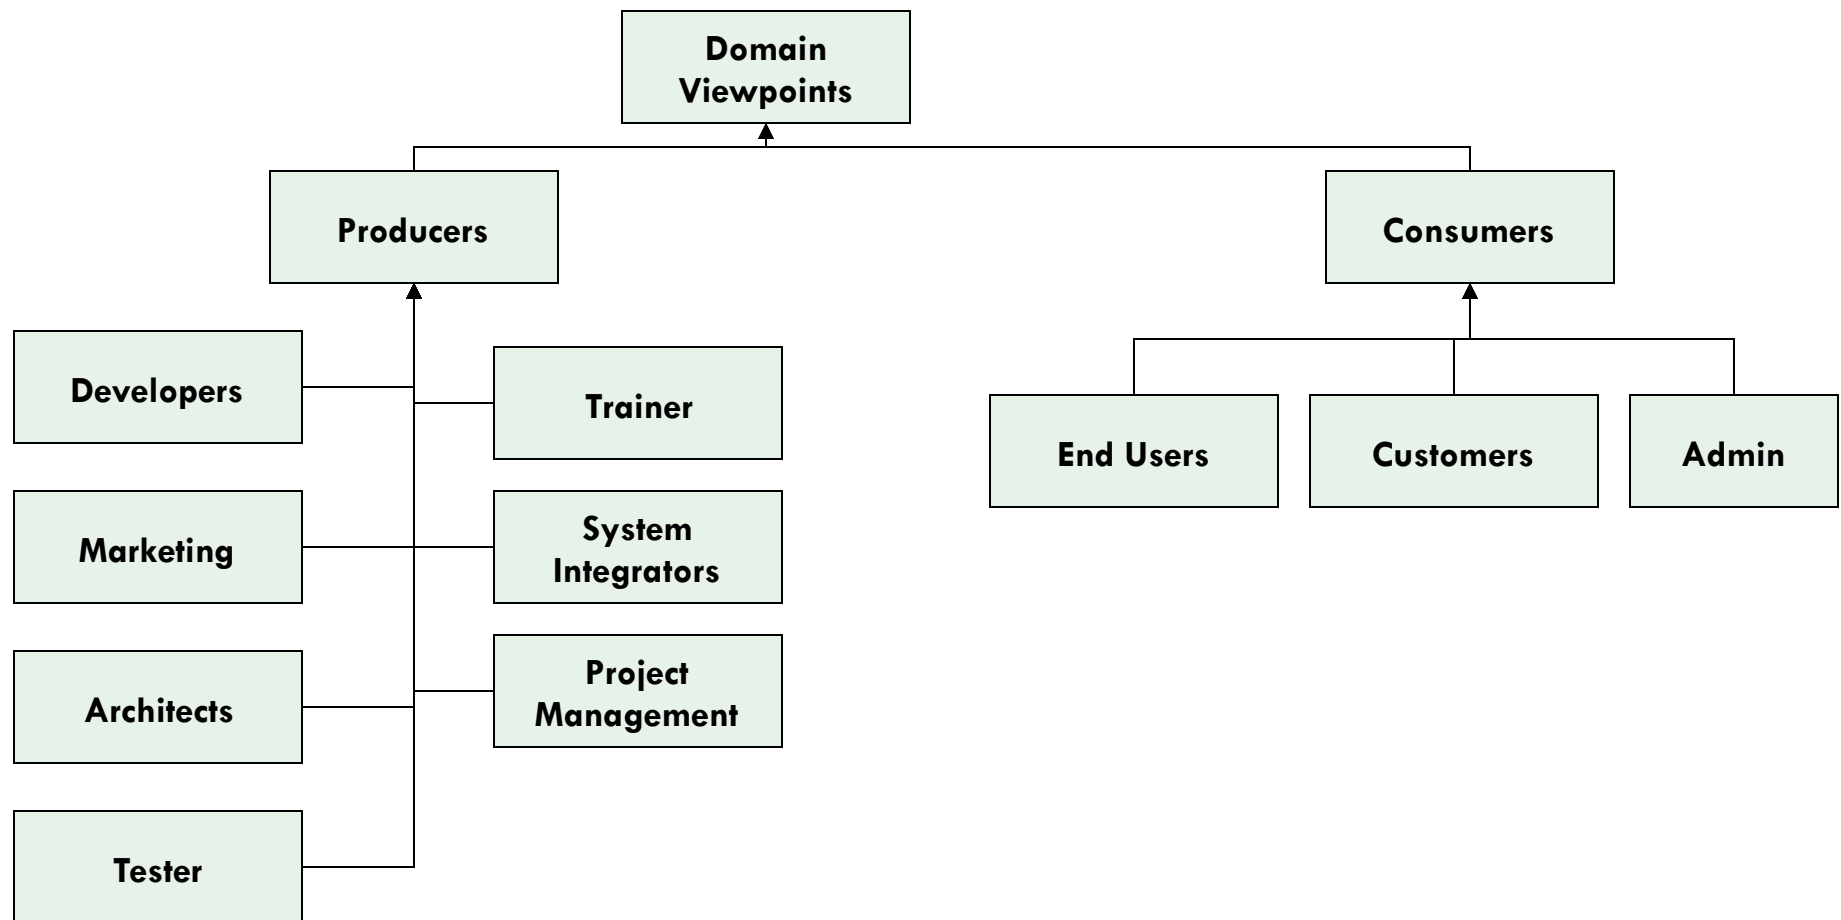 Domain
Viewpoints
Producers
Consumers
Developers
Trainer
End Users
Customers
Admin
Marketing
System
Integrators
Architects
Project
Management
Tester